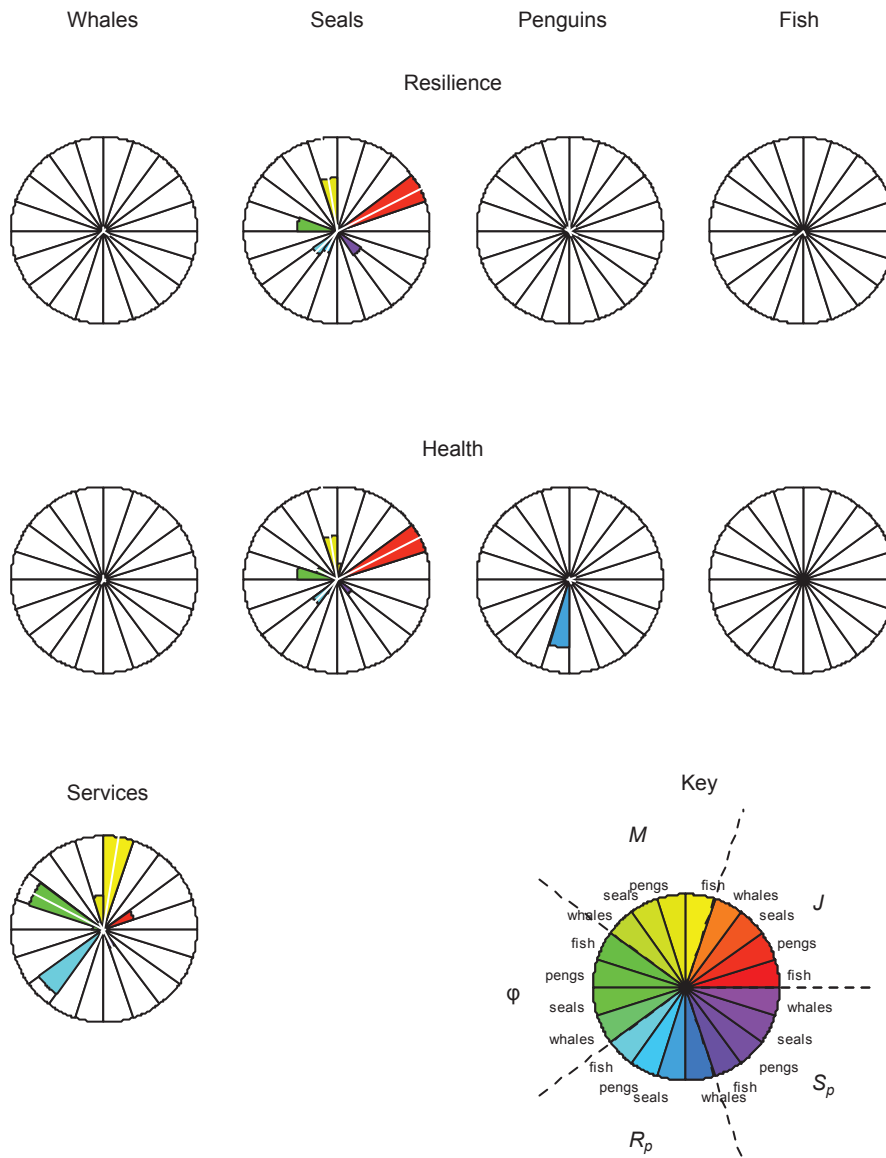 Whales Seals Penguins Fish
Resilience
Health
Services
Key
M
J
pengs fish whales
seals seals
whales pengs
fish fish
pengs whales
seals seals
whales pengs
fish fish
pengs seals whales
φ
Sp
Rp